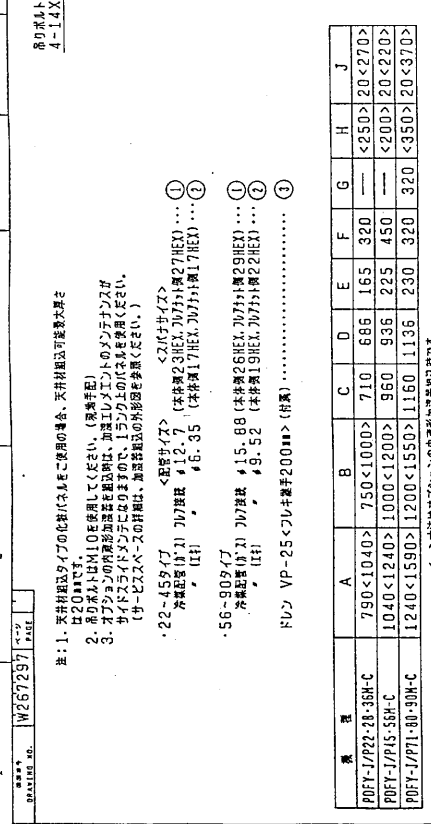 図面番号 W267297 ページ
DRAWING NO. PAGE
吊りボルト
4-14X
注:1. 天井材組込タイプの化粧パネルをご使用の場合、天井材組込可能最大厚さ
は20mmです。
2. 吊りボルトはM10を使用してください。(現地手配)
3. オプションの内蔵形加湿器を組込時は、加湿エレメントのメンテナンスが
サイドスライドメンテになりますので、1ランク上のパネルを使用ください。
(サービススペースの詳細は、加湿器組込の外形図を参照ください。)
・22~45タイプ <配管サイズ> <スパナサイズ>
冷媒配管(ガス) フレア接続 φ12.7 (本体側23HEX,フレアナット側27HEX)… ①
〃 (液) 〃 φ6.35 (本体側17HEX,フレアナット側17HEX)… ②
・56~90タイプ
冷媒配管(ガス) フレア接続 φ15.88 (本体側26HEX,フレアナット側29HEX)… ①
〃 (液) 〃 φ9.52 (本体側19HEX,フレアナット側22HEX)… ②
ドレン VP-25<フレキ継手200mm>(付属)… ③
機種 A B C D E F G H J
PDFY-J/P22・28・36M-C 790<1040> 750<1000> 710 686 165 320 — <250> 20<270>
PDFY-J/P45・56M-C 1040<1240> 1000<1200> 960 936 225 450 — <200> 20<220>
PDFY-J/P71・80・90M-C 1240<1590> 1200<1550> 1160 1136 230 320 320 <350> 20<370>